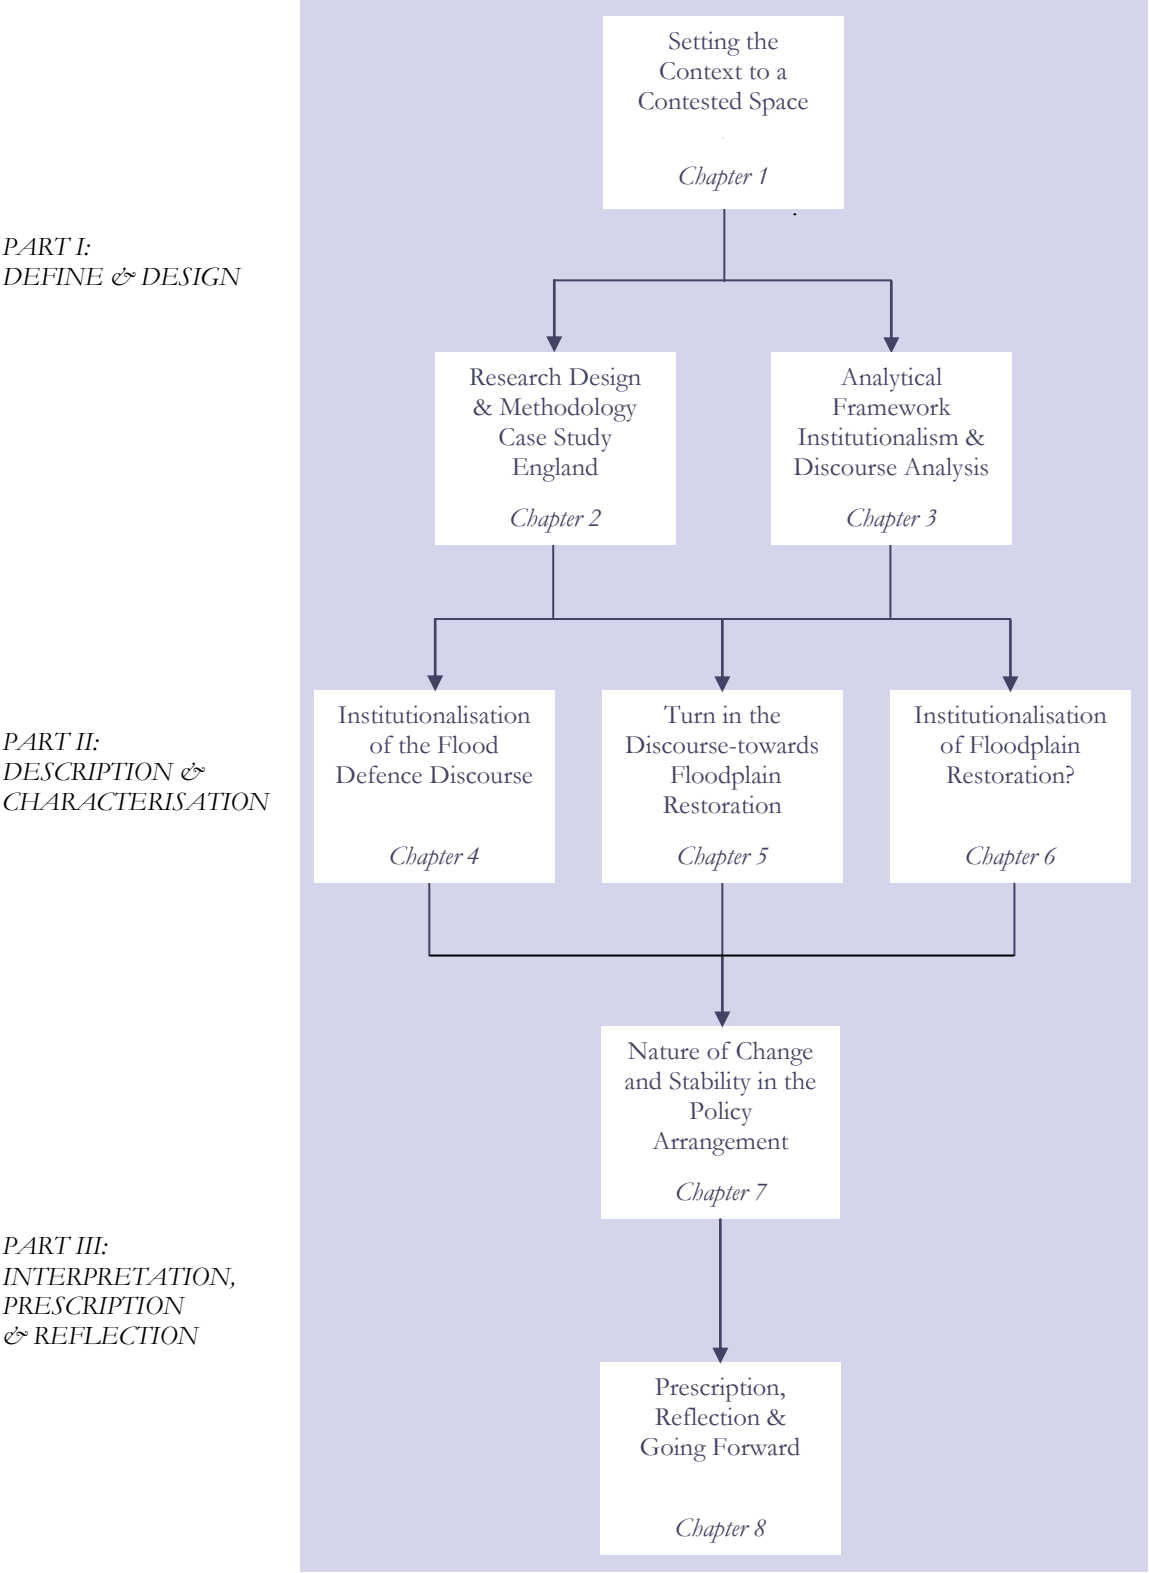 Setting the
Context to a
Contested Space
Chapter 1
PART I:
DEFINE & DESIGN
Research Design
& Methodology
Case Study
England
Chapter 2
Analytical
Framework
Institutionalism &
Discourse Analysis
Chapter 3
PART II:
DESCRIPTION &
CHARACTERISATION
Institutionalisation
of the Flood
Defence Discourse
Chapter 4
Turn in the
Discourse-towards
Floodplain
Restoration
Chapter 5
Institutionalisation
of Floodplain
Restoration?
Chapter 6
Nature of Change
and Stability in the
Policy
Arrangement
Chapter 7
PART III:
INTERPRETATION,
PRESCRIPTION
& REFLECTION
Prescription,
Reflection &
Going Forward
Chapter 8